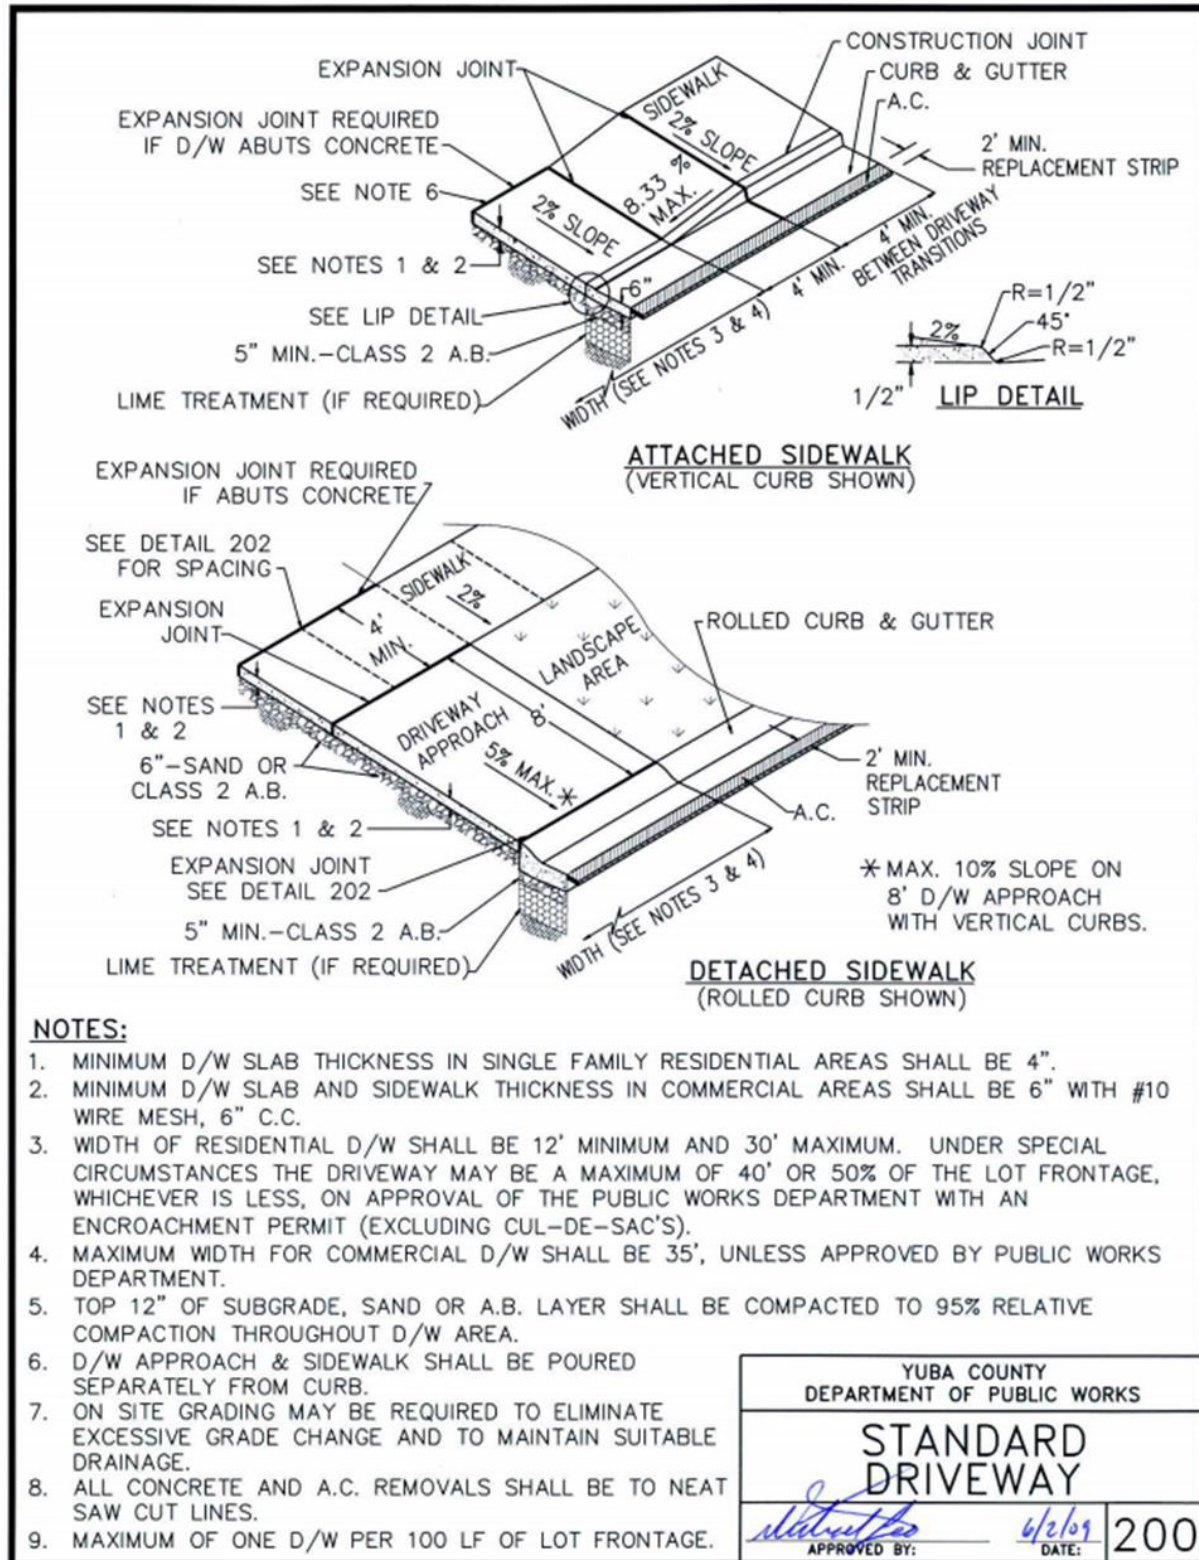 EXPANSION JOINT
CONSTRUCTION JOINT
CURB & GUTTER
A.C.
EXPANSION JOINT REQUIRED
IF D/W ABUTS CONCRETE
SIDEWALK
2% SLOPE
2' MIN.
REPLACEMENT STRIP
SEE NOTE 6
8.33 %
MAX.
2% SLOPE
4' MIN.
BETWEEN DRIVEWAY
TRANSITIONS
4' MIN.
SEE NOTES 1 & 2
6"
SEE LIP DETAIL
5" MIN.-CLASS 2 A.B.
LIME TREATMENT (IF REQUIRED)
WIDTH (SEE NOTES 3 & 4)
R=1/2"
45°
2%
R=1/2"
1/2"
LIP DETAIL
ATTACHED SIDEWALK
(VERTICAL CURB SHOWN)
EXPANSION JOINT REQUIRED
IF ABUTS CONCRETE
SEE DETAIL 202
FOR SPACING
SIDEWALK
2%
EXPANSION
JOINT
4'
MIN.
LANDSCAPE
AREA
ROLLED CURB & GUTTER
SEE NOTES
1 & 2
DRIVEWAY
APPROACH
8'
5% MAX.*
6"-SAND OR
CLASS 2 A.B.
2' MIN.
REPLACEMENT
STRIP
A.C.
SEE NOTES 1 & 2
EXPANSION JOINT
SEE DETAIL 202
5" MIN.-CLASS 2 A.B.
LIME TREATMENT (IF REQUIRED)
WIDTH (SEE NOTES 3 & 4)
* MAX. 10% SLOPE ON
8' D/W APPROACH
WITH VERTICAL CURBS.
DETACHED SIDEWALK
(ROLLED CURB SHOWN)
NOTES:
1. MINIMUM D/W SLAB THICKNESS IN SINGLE FAMILY RESIDENTIAL AREAS SHALL BE 4".
2. MINIMUM D/W SLAB AND SIDEWALK THICKNESS IN COMMERCIAL AREAS SHALL BE 6" WITH #10
WIRE MESH, 6" C.C.
3. WIDTH OF RESIDENTIAL D/W SHALL BE 12' MINIMUM AND 30' MAXIMUM. UNDER SPECIAL
CIRCUMSTANCES THE DRIVEWAY MAY BE A MAXIMUM OF 40' OR 50% OF THE LOT FRONTAGE,
WHICHEVER IS LESS, ON APPROVAL OF THE PUBLIC WORKS DEPARTMENT WITH AN
ENCROACHMENT PERMIT (EXCLUDING CUL-DE-SAC'S).
4. MAXIMUM WIDTH FOR COMMERCIAL D/W SHALL BE 35', UNLESS APPROVED BY PUBLIC WORKS
DEPARTMENT.
5. TOP 12" OF SUBGRADE, SAND OR A.B. LAYER SHALL BE COMPACTED TO 95% RELATIVE
COMPACTION THROUGHOUT D/W AREA.
6. D/W APPROACH & SIDEWALK SHALL BE POURED
SEPARATELY FROM CURB.
7. ON SITE GRADING MAY BE REQUIRED TO ELIMINATE
EXCESSIVE GRADE CHANGE AND TO MAINTAIN SUITABLE
DRAINAGE.
8. ALL CONCRETE AND A.C. REMOVALS SHALL BE TO NEAT
SAW CUT LINES.
9. MAXIMUM OF ONE D/W PER 100 LF OF LOT FRONTAGE.
YUBA COUNTY
DEPARTMENT OF PUBLIC WORKS
STANDARD
DRIVEWAY
6/2/09
APPROVED BY:
DATE:
200